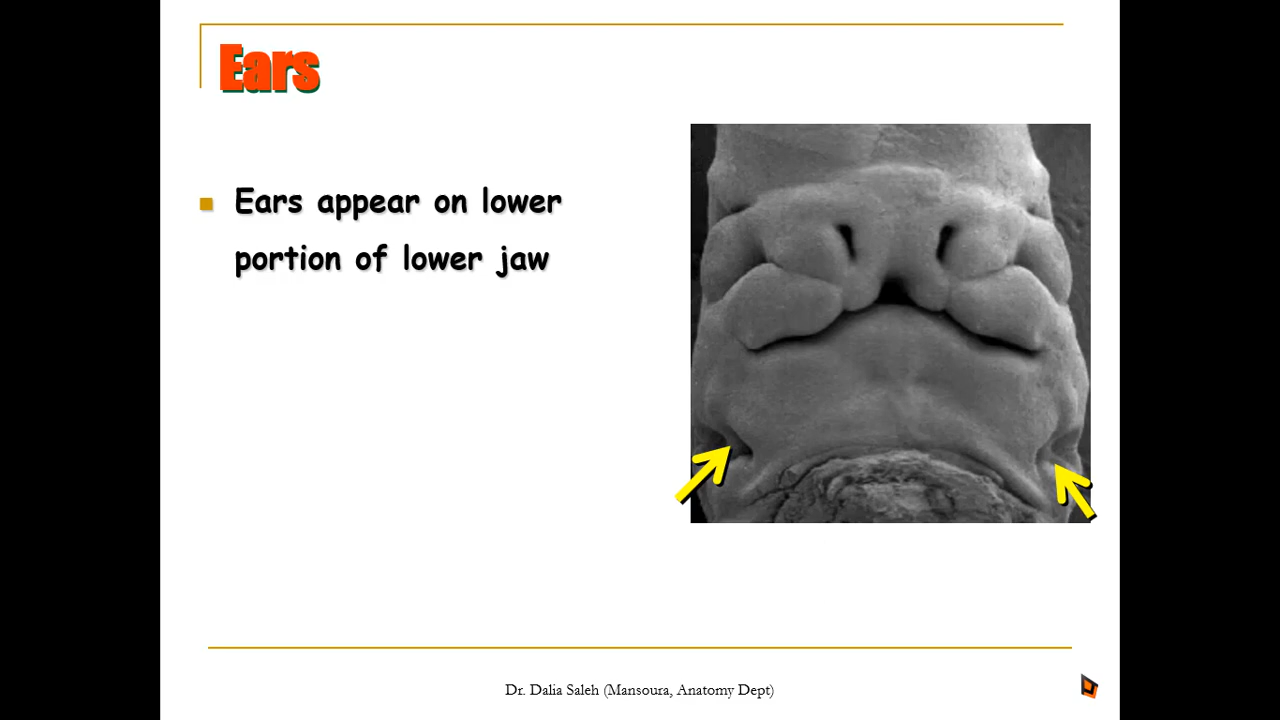 Ears
Ears appear on lower
portion of lower jaw
Dr. Dalia Saleh (Mansoura, Anatomy Dept)